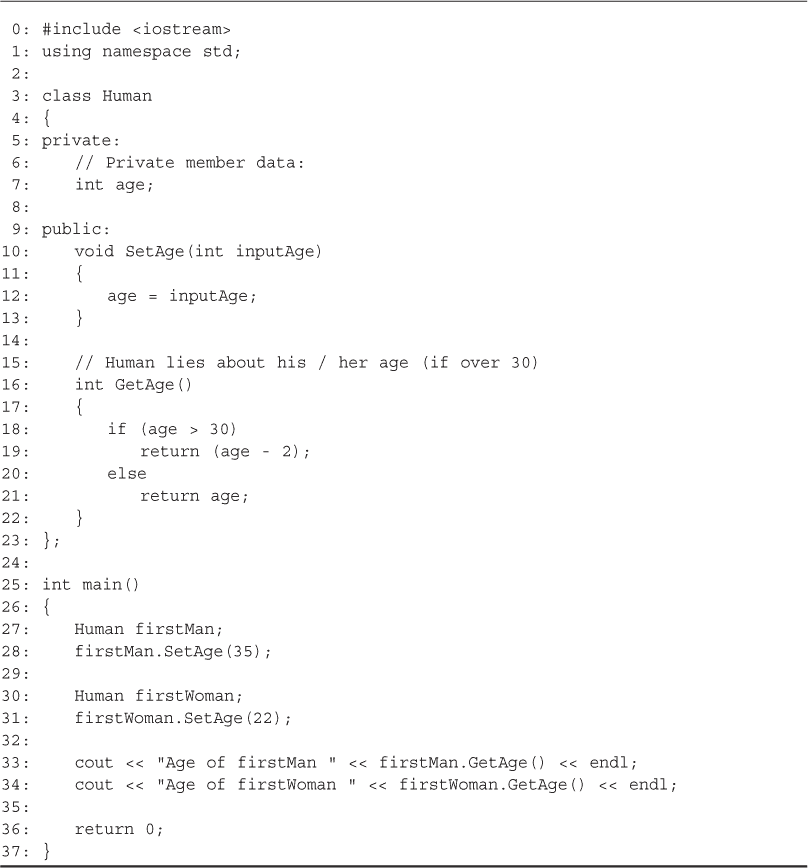 0: #include <iostream>
1: using namespace std;
2:
3: class Human
4: {
5: private:
6:    // Private member data:
7:    int age;
8:
9: public:
10:    void SetAge(int inputAge)
11:    {
12:       age = inputAge;
13:    }
14:
15:    // Human lies about his / her age (if over 30)
16:    int GetAge()
17:    {
18:       if (age > 30)
19:          return (age - 2);
20:       else
21:          return age;
22:    }
23: };
24:
25: int main()
26: {
27:    Human firstMan;
28:    firstMan.SetAge(35);
29:
30:    Human firstWoman;
31:    firstWoman.SetAge(22);
32:
33:    cout << "Age of firstMan " << firstMan.GetAge() << endl;
34:    cout << "Age of firstWoman " << firstWoman.GetAge() << endl;
35:
36:    return 0;
37: }